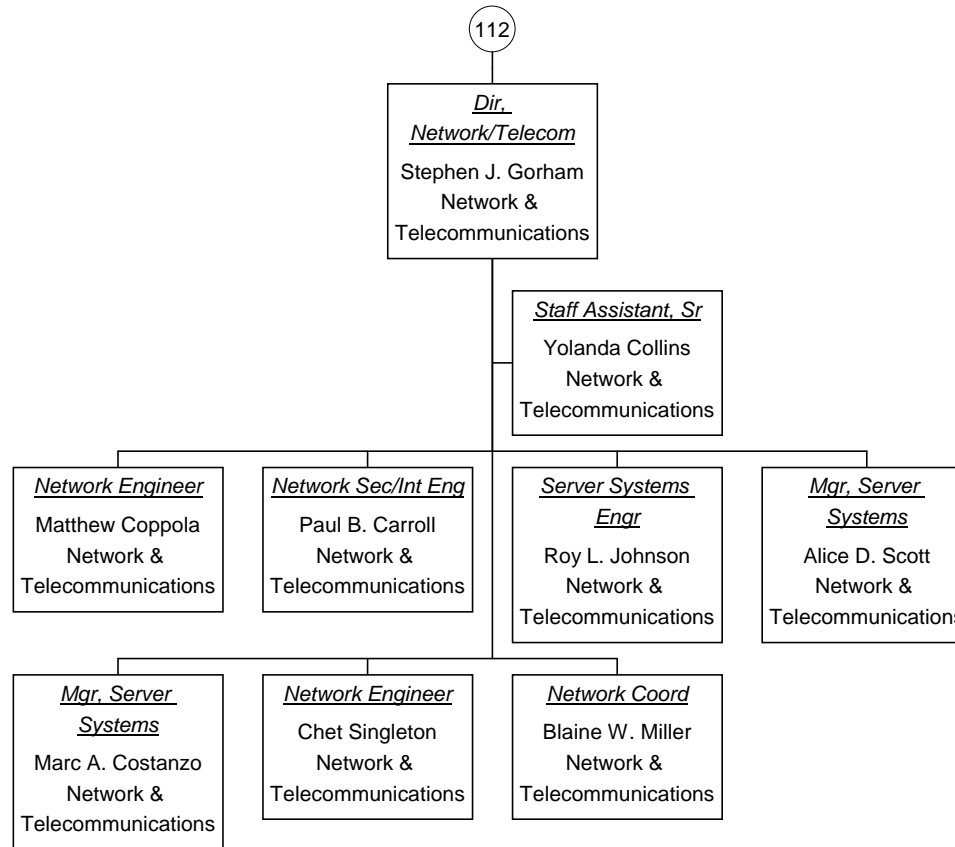 112
Dir,
Network/Telecom
Stephen J. Gorham
Network &
Telecommunications
Staff Assistant, Sr
Yolanda Collins
Network &
Telecommunications
Network Engineer
Matthew Coppola
Network &
Telecommunications
Network Sec/Int Eng
Paul B. Carroll
Network &
Telecommunications
Server Systems
Engr
Roy L. Johnson
Network &
Telecommunications
Mgr, Server
Systems
Alice D. Scott
Network &
Telecommunications
Mgr, Server
Systems
Marc A. Costanzo
Network &
Telecommunications
Network Engineer
Chet Singleton
Network &
Telecommunications
Network Coord
Blaine W. Miller
Network &
Telecommunications